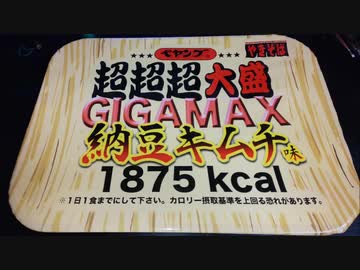 ★★★ ペヤング ★★★ やきそば
超超超大盛
GIGAMAX
納豆キムチ味
1875 kcal
※1日1食までにして下さい。カロリー摂取基準を上回る恐れがあります。